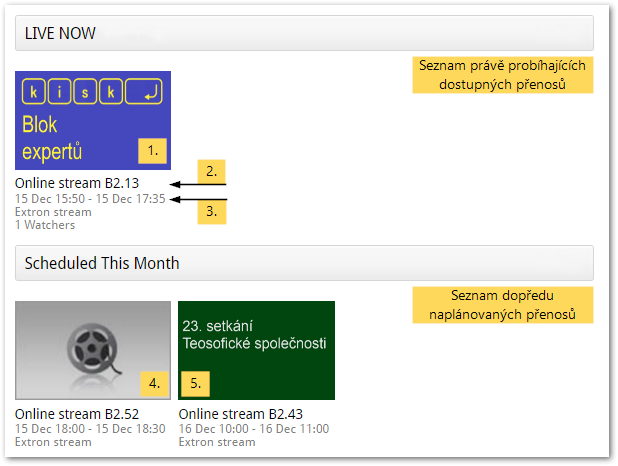 LIVE NOW
Seznam právě probíhajících
dostupných přenosů
k i s k
Blok
expertů
1.
Online stream B2.13
2.
15 Dec 15:50 - 15 Dec 17:35
3.
Extron stream
1 Watchers
Scheduled This Month
Seznam dopředu
naplánovaných přenosů
4.
23. setkání
Teosofické společnosti
5.
Online stream B2.52
15 Dec 18:00 - 15 Dec 18:30
Extron stream
Online stream B2.43
16 Dec 10:00 - 16 Dec 11:00
Extron stream